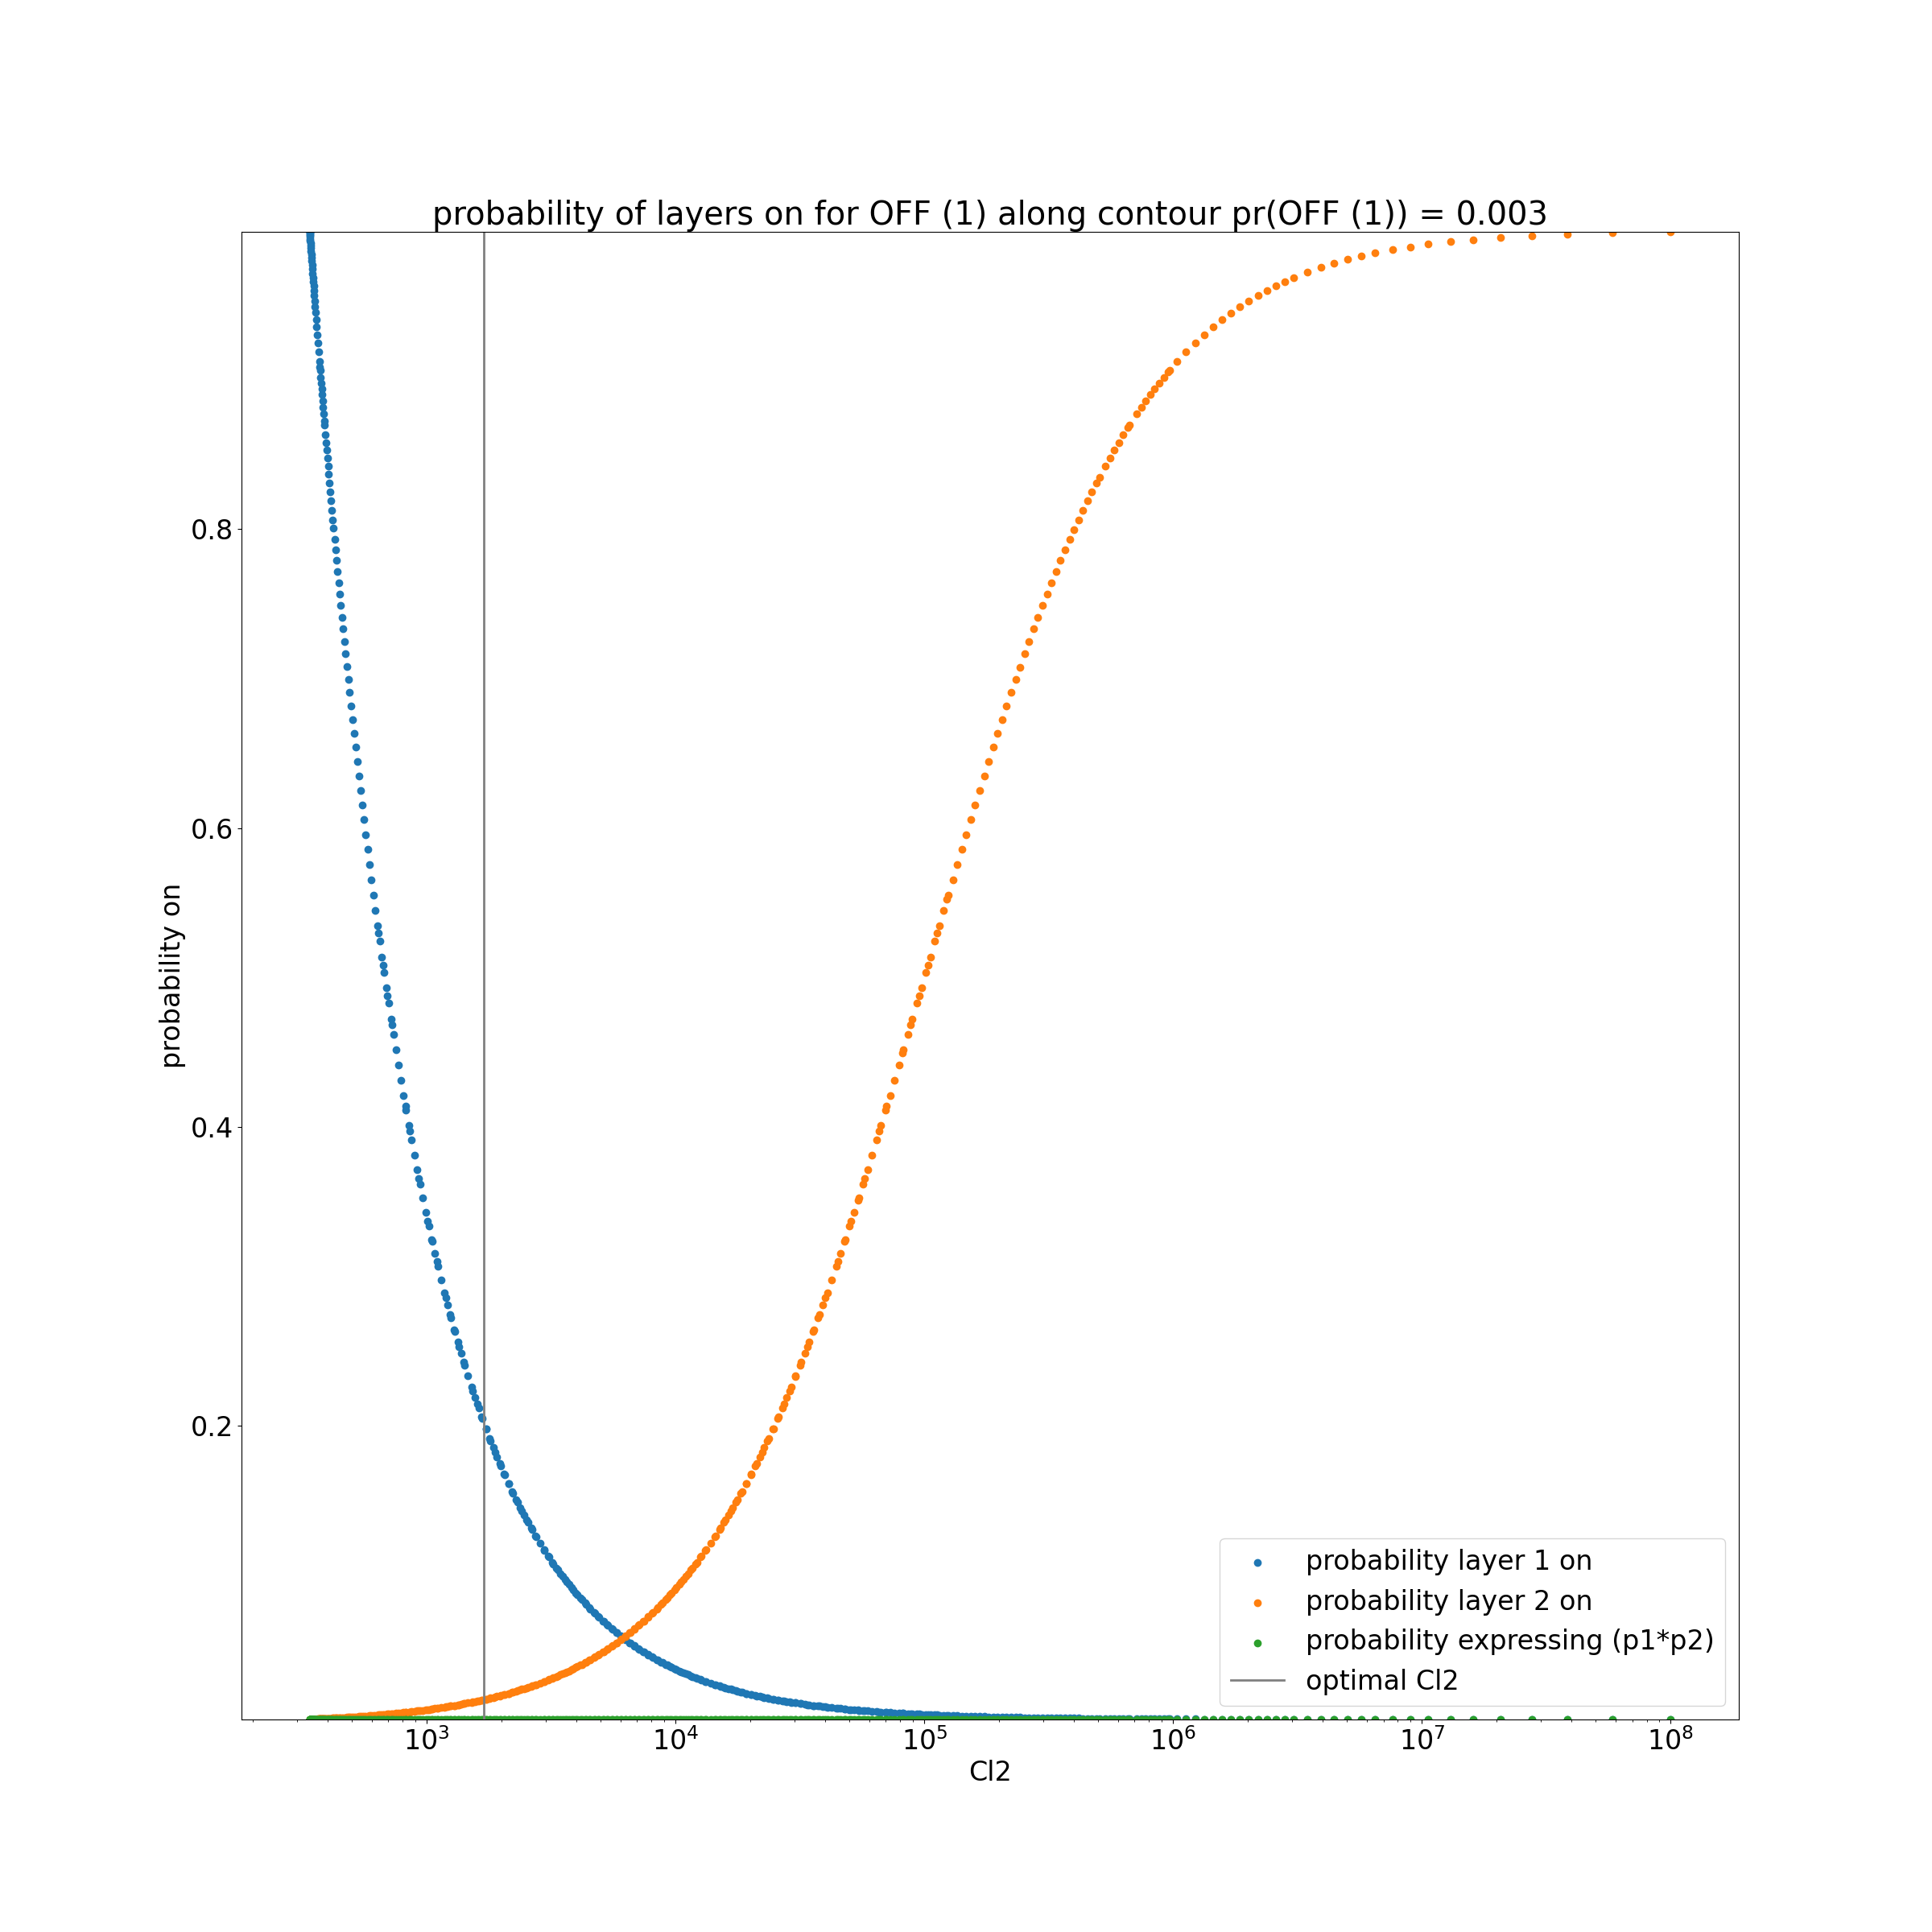 probability of layers on for OFF (1) along contour pr(OFF (1)) = 0.003
probability on
0.8
0.6
0.4
0.2
10³
10⁴
10⁵
10⁶
10⁷
10⁸
Cl2
probability layer 1 on
probability layer 2 on
probability expressing (p1*p2)
optimal Cl2